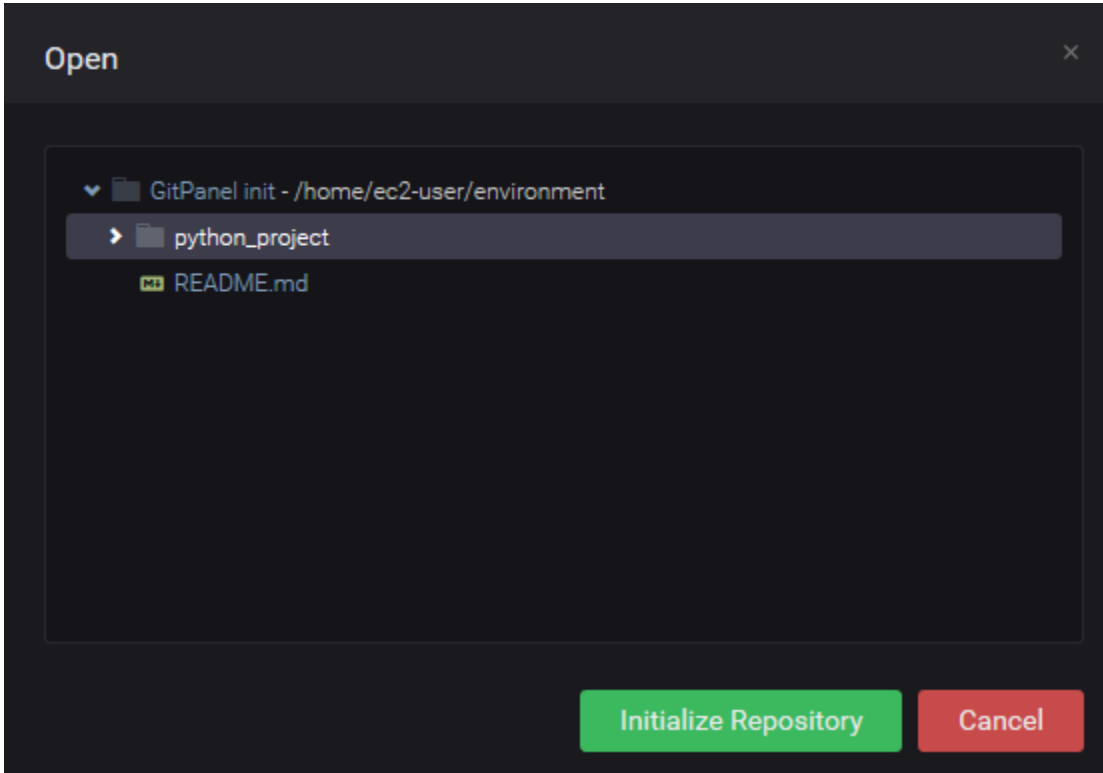 Open
×
GitPanel init - /home/ec2-user/environment
python_project
README.md
Initialize Repository
Cancel